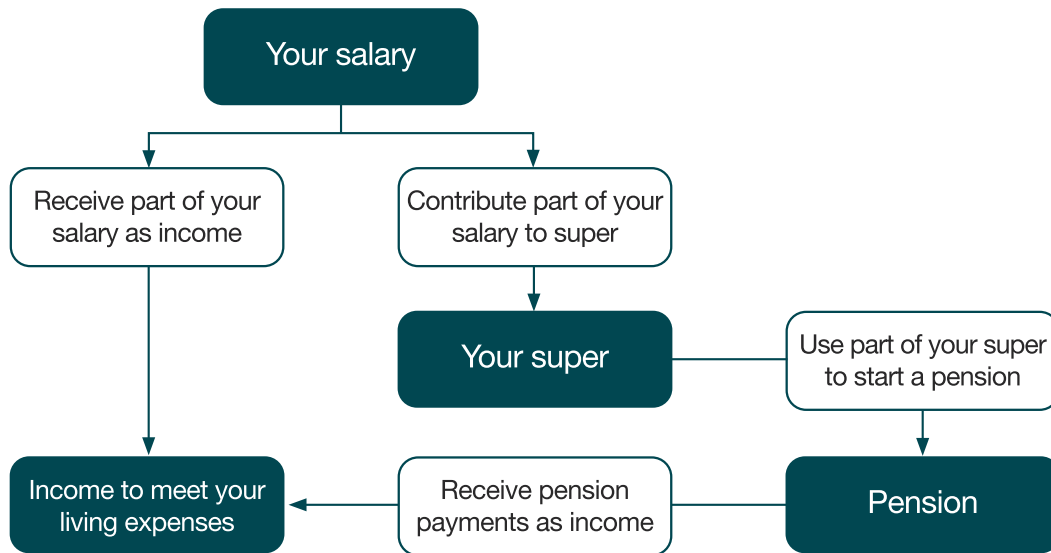 Your salary
Receive part of your
salary as income
Contribute part of your
salary to super
Your super
Use part of your super
to start a pension
Income to meet your
living expenses
Receive pension
payments as income
Pension